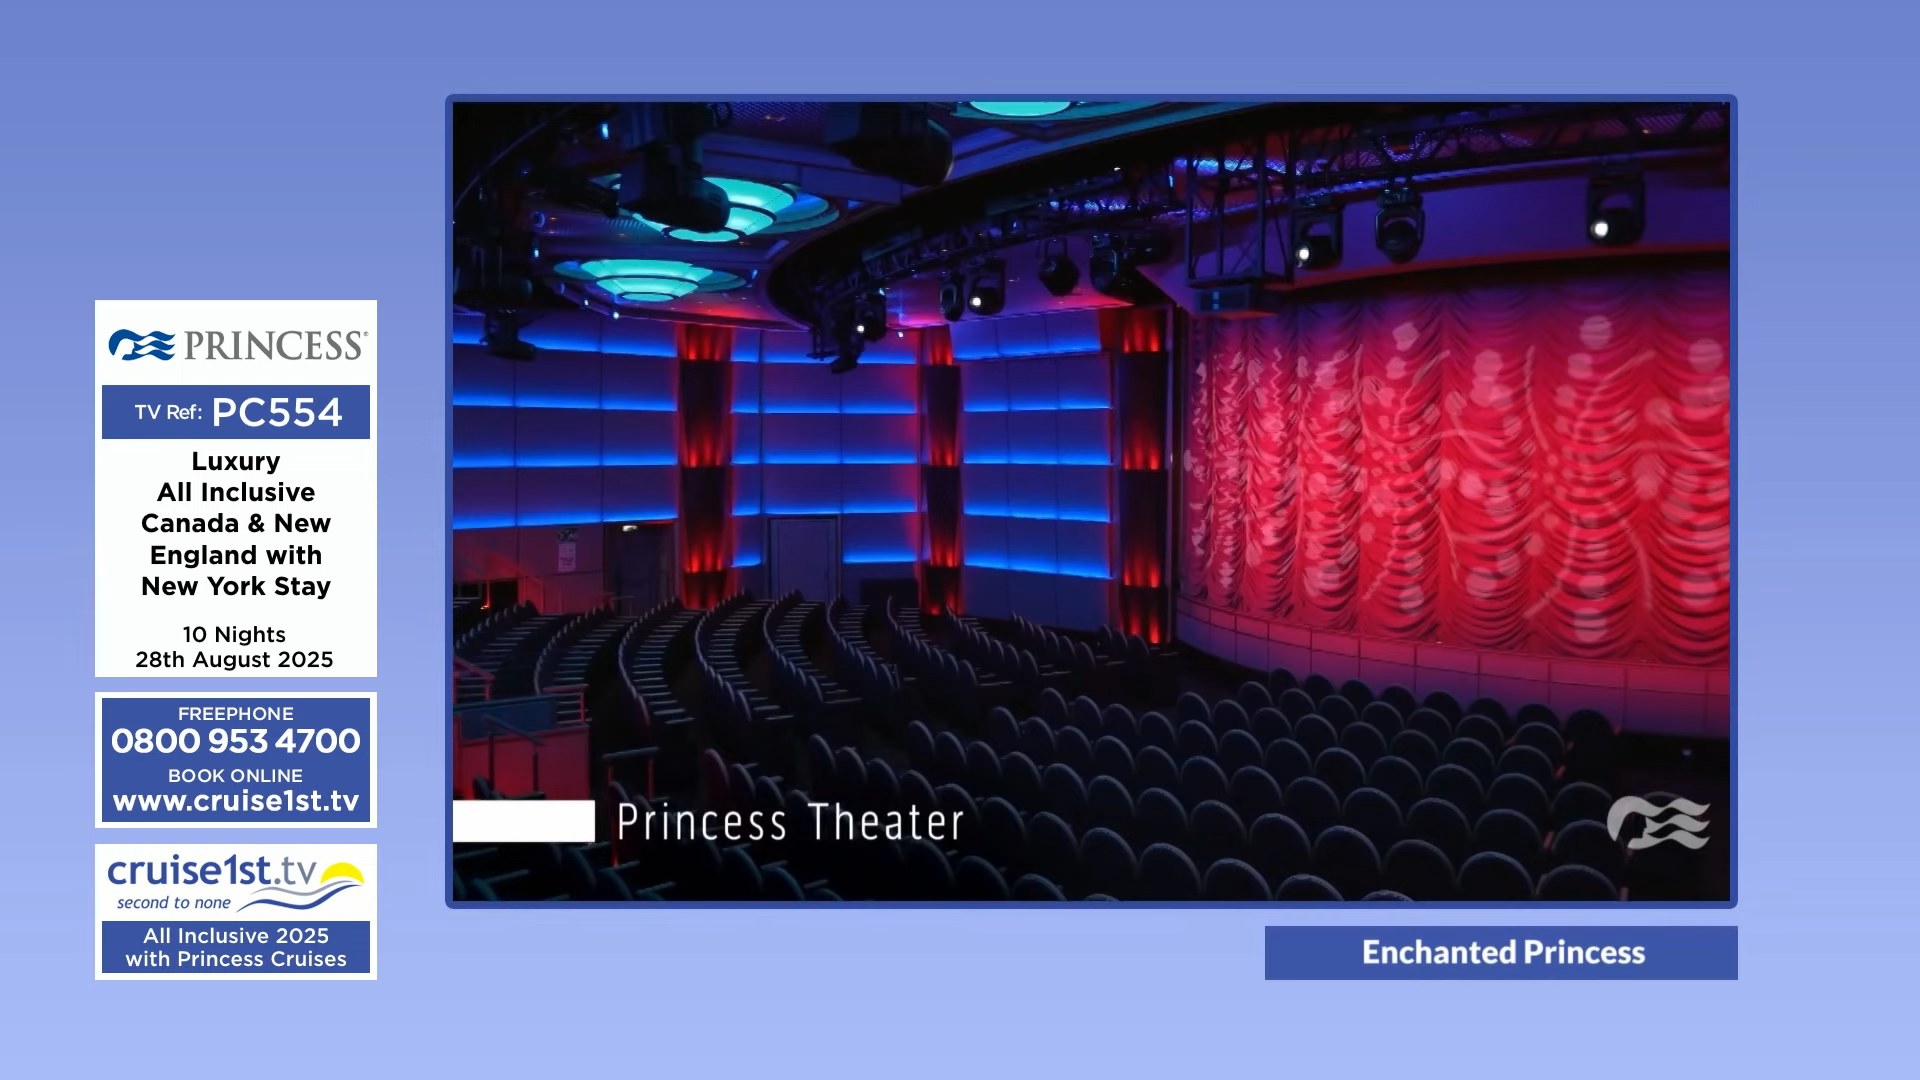 PRINCESS®
TV Ref: PC554
Luxury
All Inclusive
Canada & New
England with
New York Stay
10 Nights
28th August 2025
FREEPHONE
0800 953 4700
BOOK ONLINE
www.cruise1st.tv
cruise1st.tv
second to none
All Inclusive 2025
with Princess Cruises
Princess Theater
Enchanted Princess